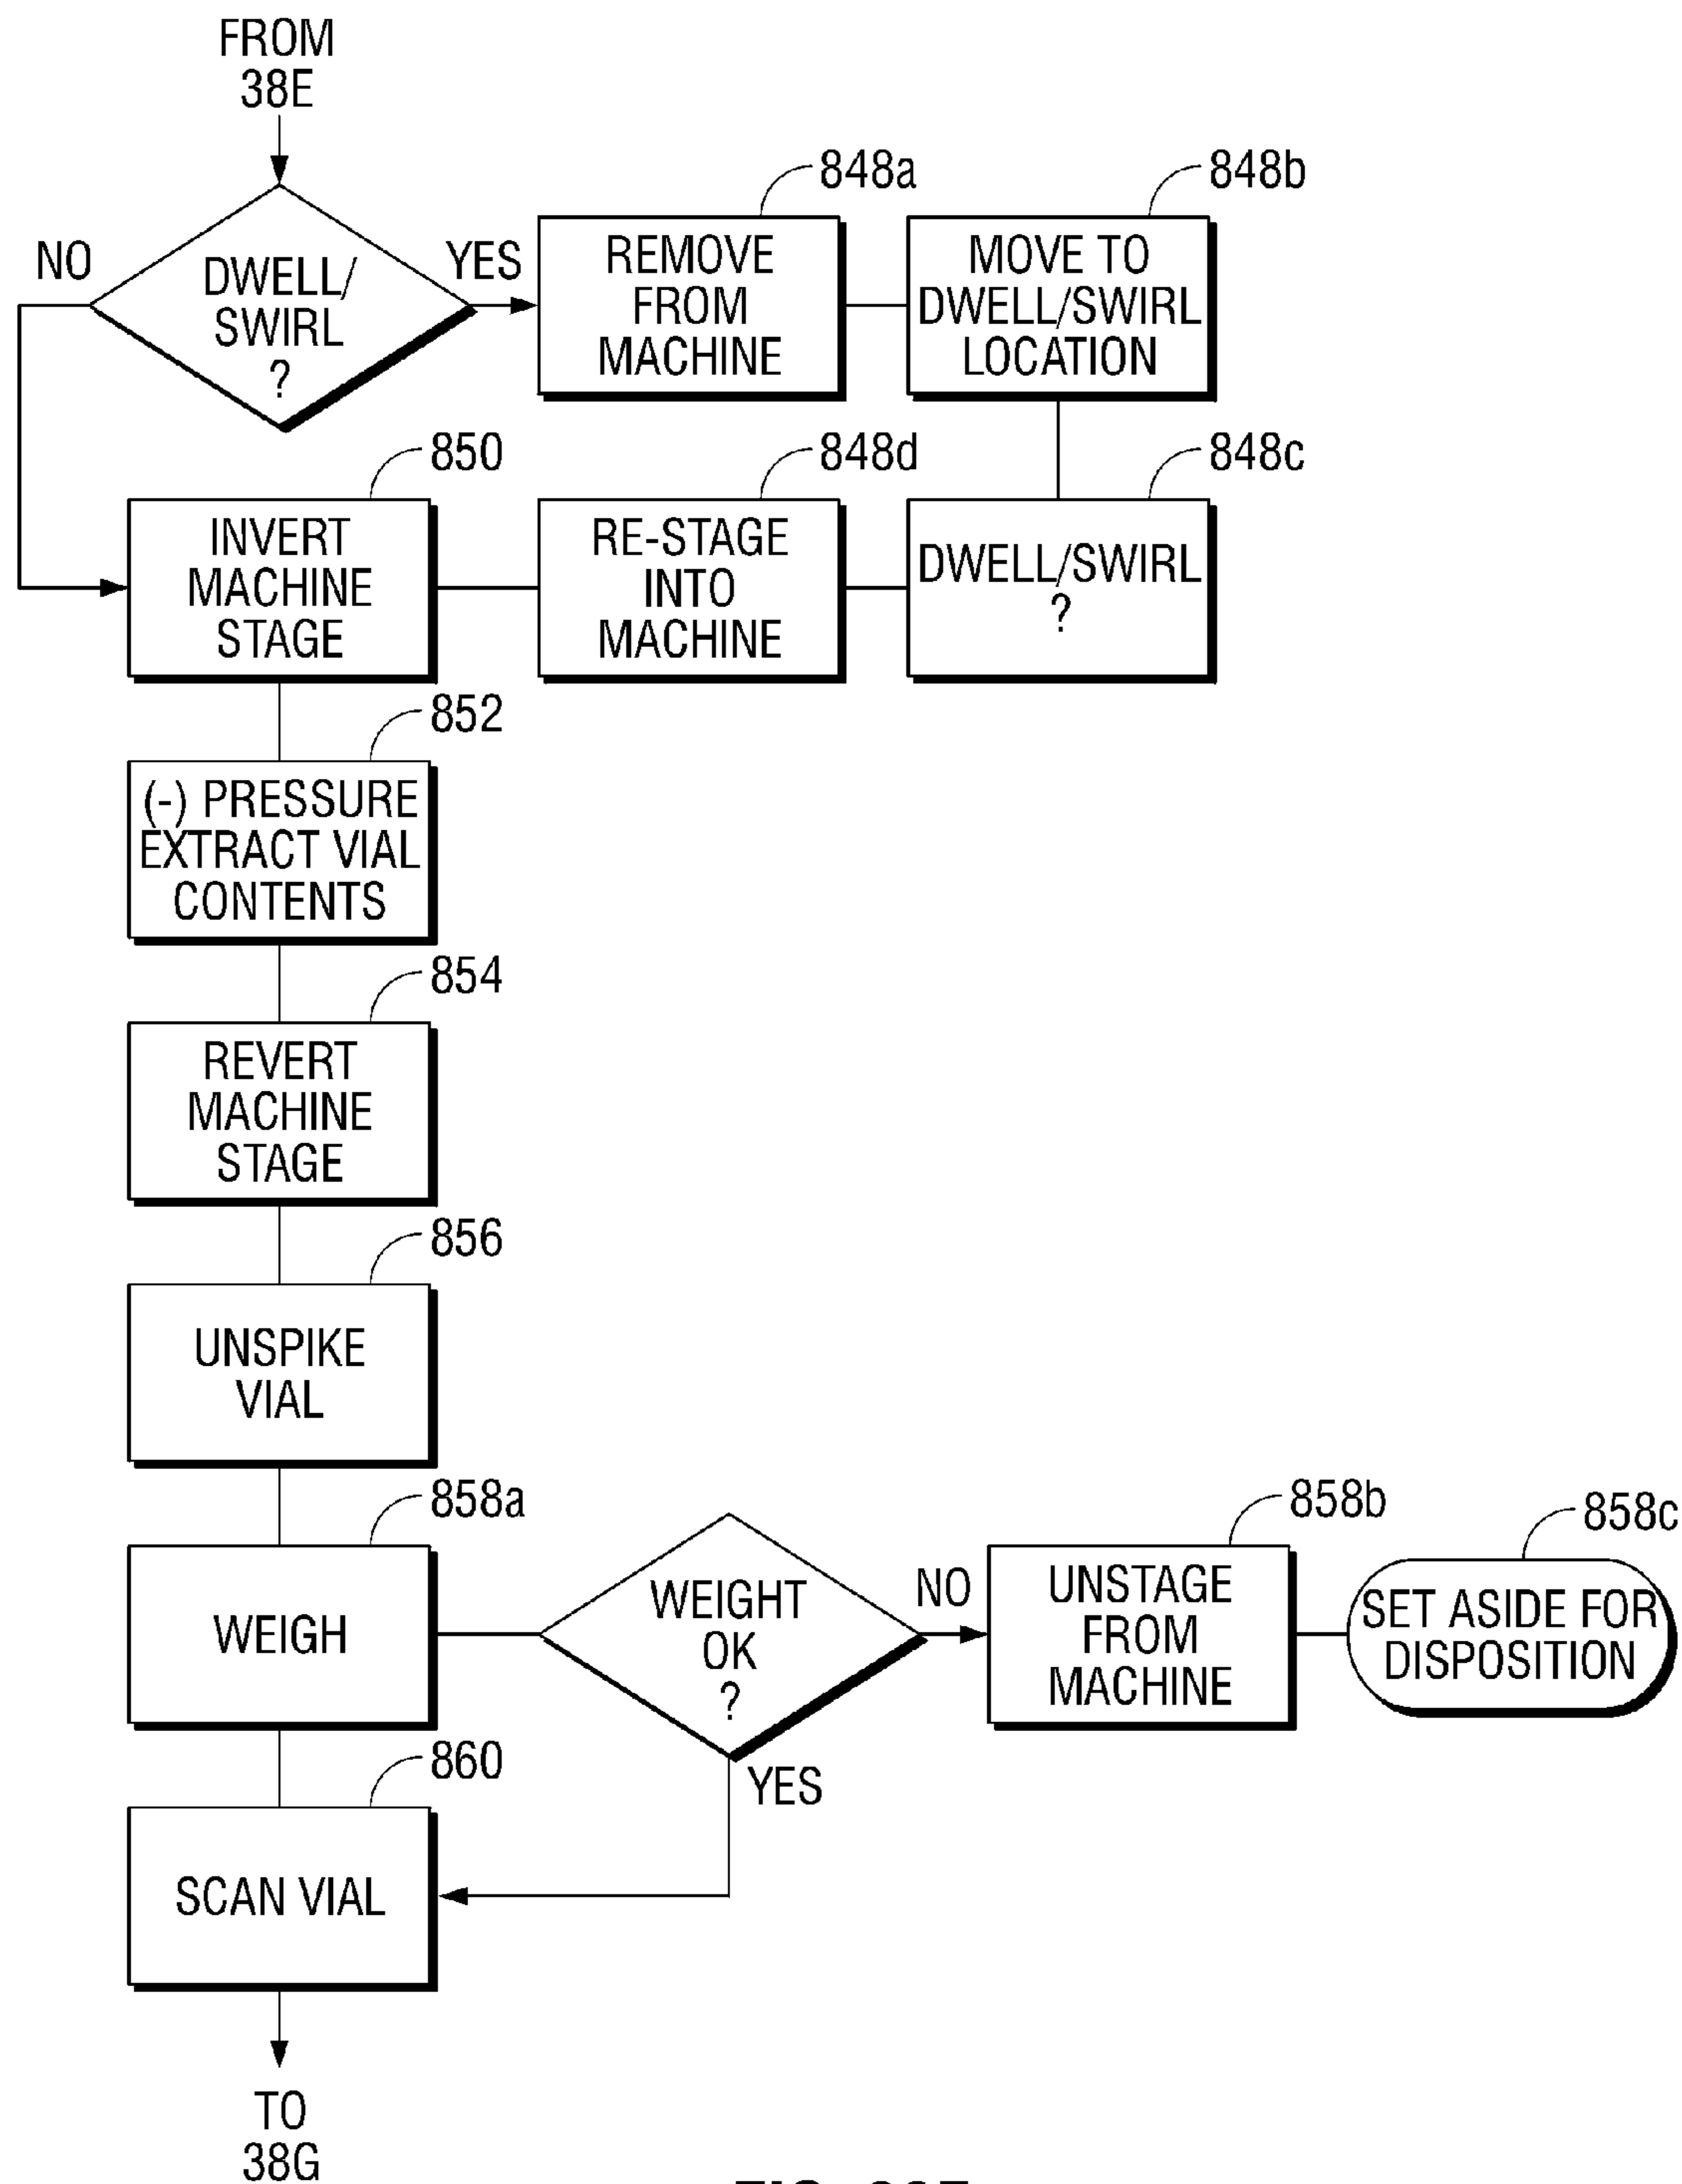 FROM
38E
848a
848b
NO
DWELL/
SWIRL
?
YES
REMOVE
FROM
MACHINE
MOVE TO
DWELL/SWIRL
LOCATION
850
848d
848c
INVERT
MACHINE
STAGE
RE-STAGE
INTO
MACHINE
DWELL/SWIRL
?
852
(-) PRESSURE
EXTRACT VIAL
CONTENTS
854
REVERT
MACHINE
STAGE
856
UNSPIKE
VIAL
858a
858b
858c
WEIGH
WEIGHT
OK
?
NO
UNSTAGE
FROM
MACHINE
SET ASIDE FOR
DISPOSITION
YES
860
SCAN VIAL
TO
38G